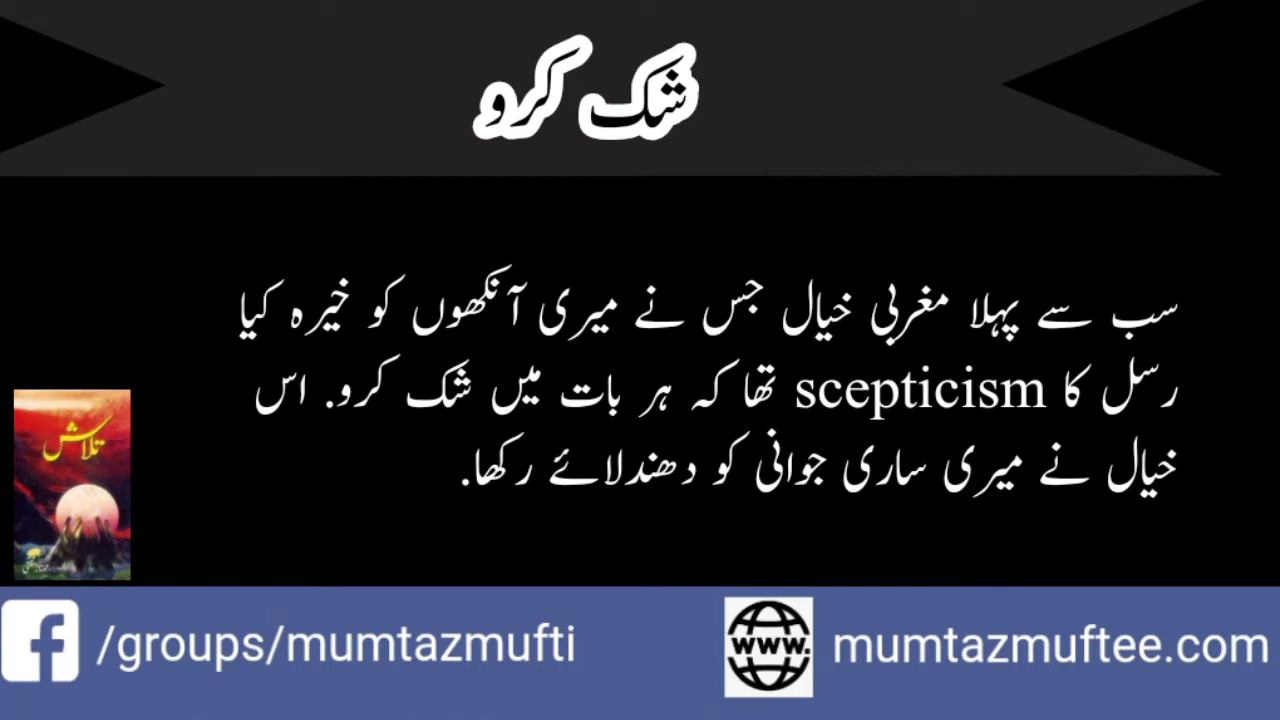 شک کرو
سب سے پہلا مغربی خیال جس نے میری آنکھوں کو خیرہ کیا
رسل کا scepticism تھا کہ ہر بات میں شک کرو. اس
خیال نے میری ساری جوانی کو دھندلائے رکھا.
تلاش
ممتاز مفتی
/groups/mumtazmufti
www.
mumtazmuftee.com